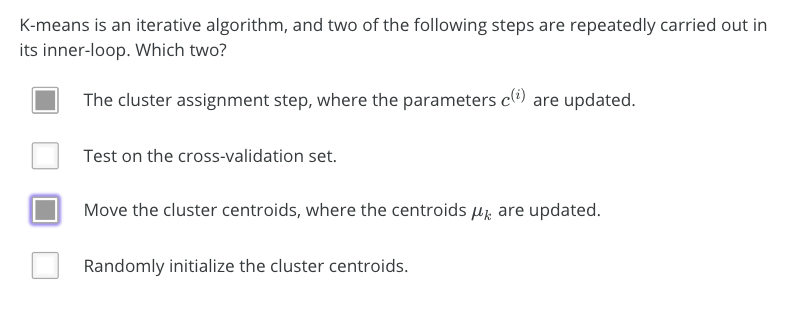 K-means is an iterative algorithm, and two of the following steps are repeatedly carried out in
its inner-loop. Which two?
The cluster assignment step, where the parameters c⁽ⁱ⁾ are updated.
Test on the cross-validation set.
Move the cluster centroids, where the centroids μₖ are updated.
Randomly initialize the cluster centroids.